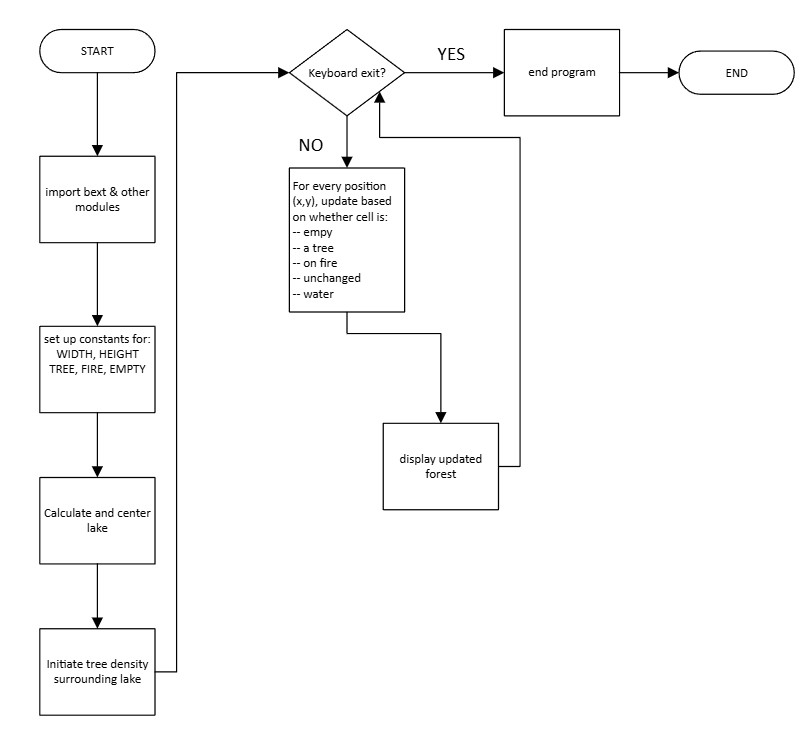 START
import bext & other
modules
set up constants for:
WIDTH, HEIGHT
TREE, FIRE, EMPTY
Calculate and center
lake
Initiate tree density
surrounding lake
Keyboard exit?
YES
end program
END
NO
For every position
(x,y), update based
on whether cell is:
-- empy
-- a tree
-- on fire
-- unchanged
-- water
display updated
forest